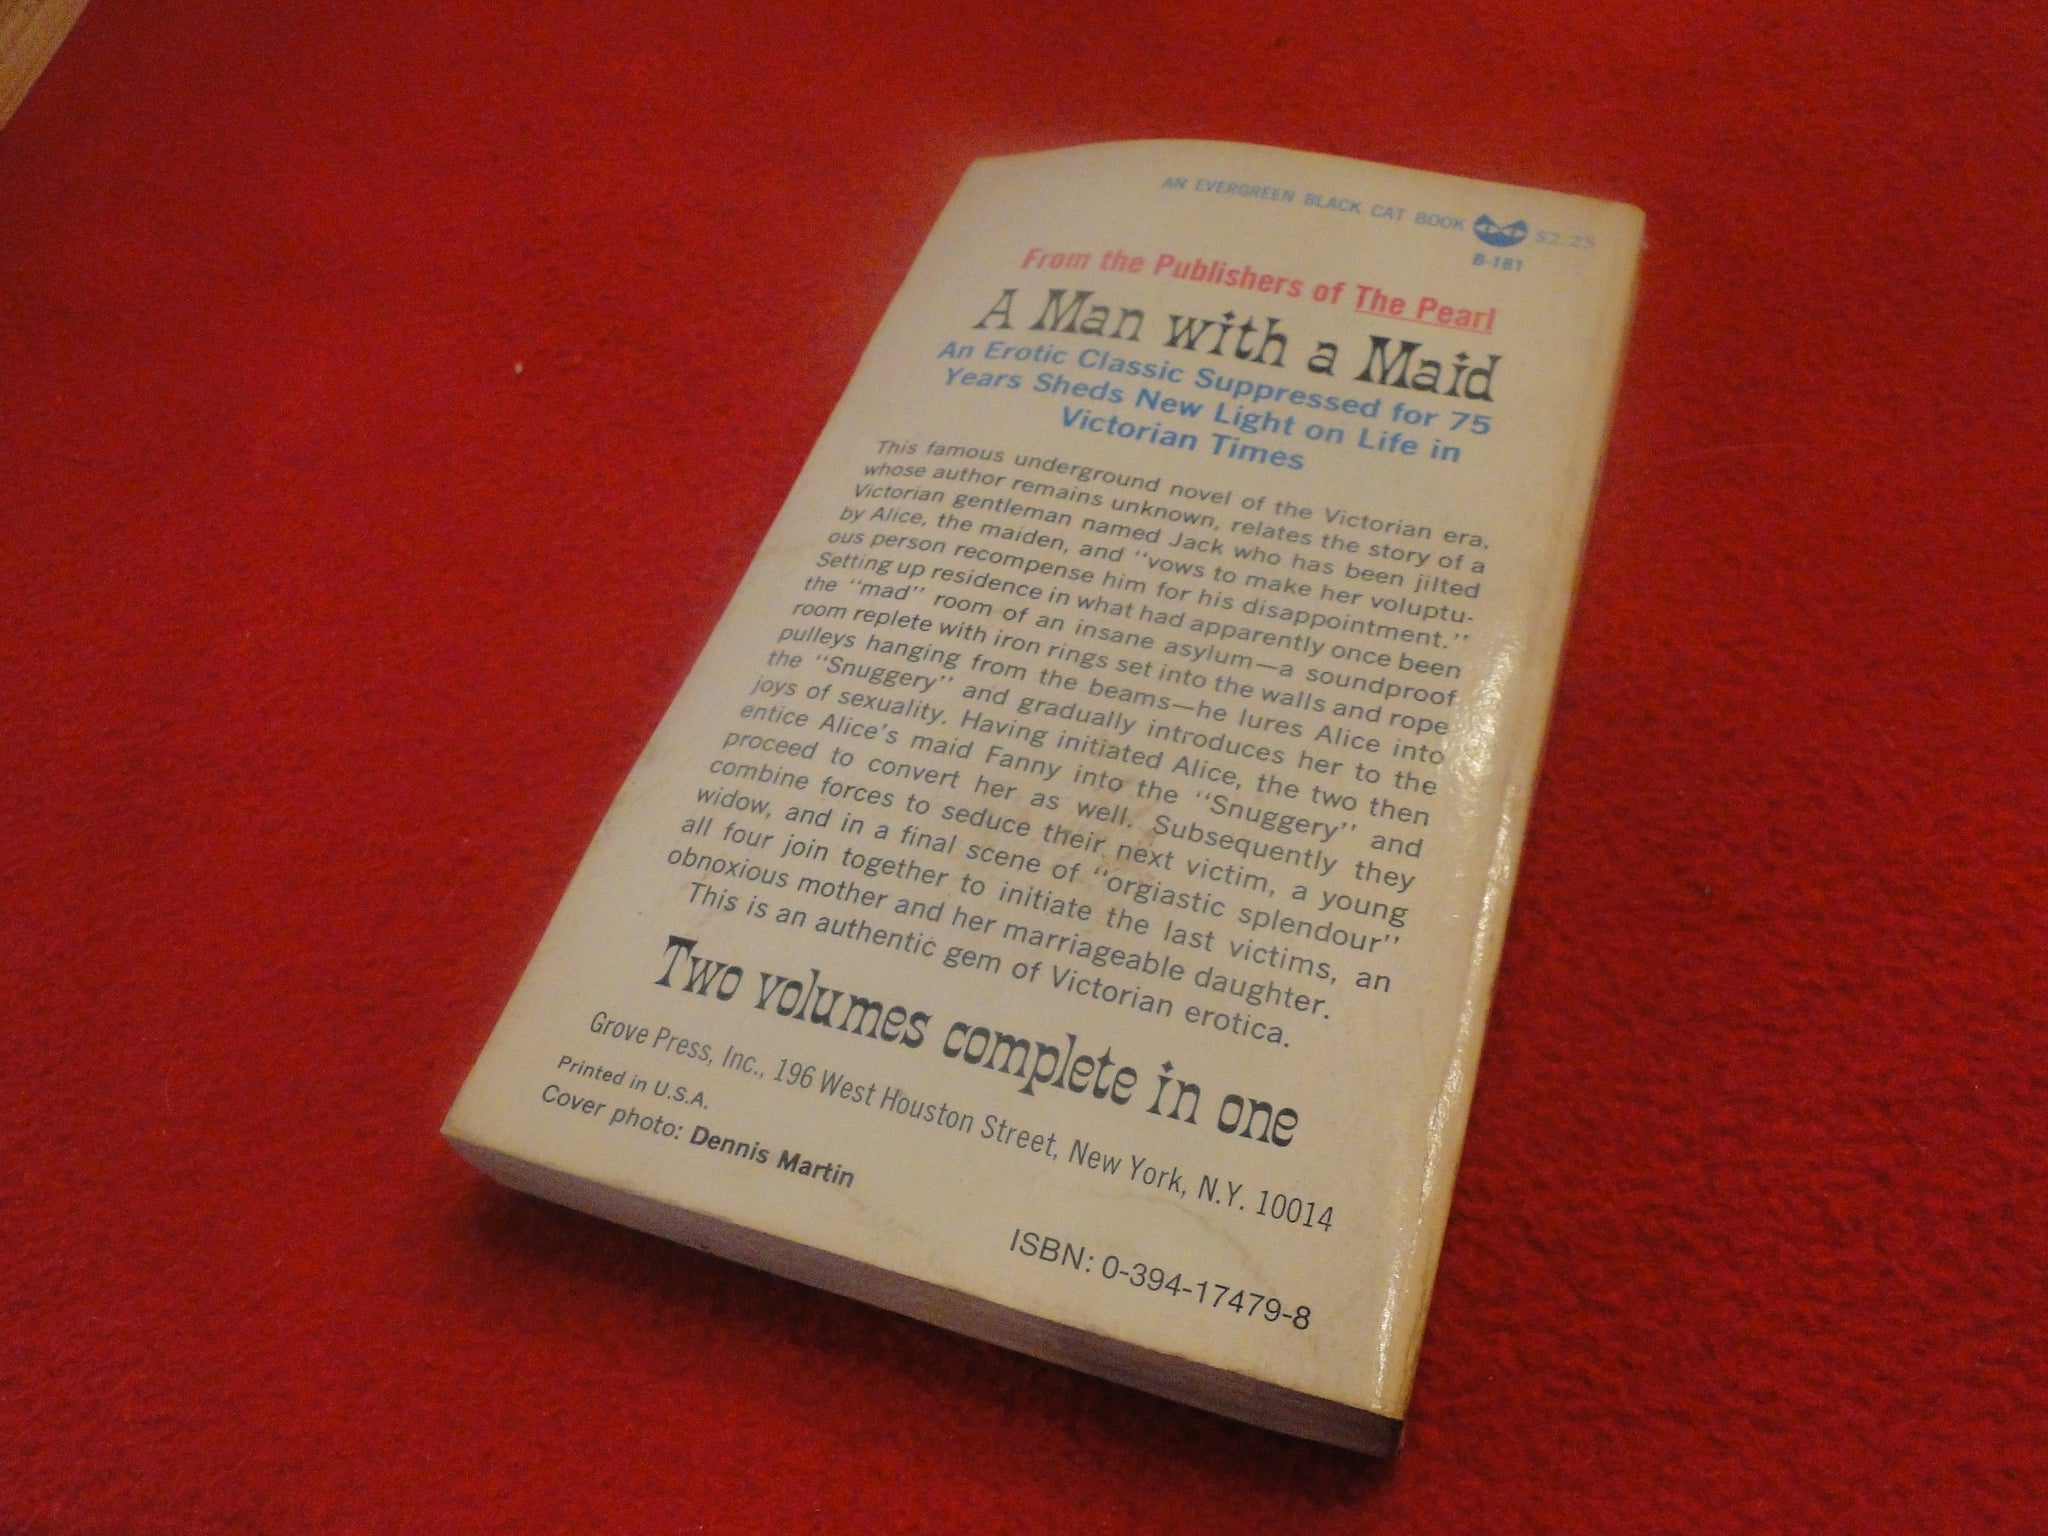 AN EVERGREEN BLACK CAT BOOK $2.25
B-181
From the Publishers of The Pearl
A Man with a Maid
An Erotic Classic Suppressed for 75
Years Sheds New Light on Life in
Victorian Times
This famous underground novel of the Victorian era,
whose author remains unknown, relates the story of a
Victorian gentleman named Jack who has been jilted
by Alice, the maiden, and "vows to make her voluptu-
ous person recompense him for his disappointment."
Setting up residence in what had apparently once been
the "mad" room of an insane asylum—a soundproof
room replete with iron rings set into the walls and rope
pulleys hanging from the beams—he lures Alice into
the "Snuggery" and gradually introduces her to the
joys of sexuality. Having initiated Alice, the two then
entice Alice's maid Fanny into the "Snuggery" and
proceed to convert her as well. Subsequently they
combine forces to seduce their next victim, a young
widow, and in a final scene of "orgiastic splendour"
all four join together to initiate the last victims, an
obnoxious mother and her marriageable daughter.
This is an authentic gem of Victorian erotica.
Two volumes complete in one
Grove Press, Inc., 196 West Houston Street, New York, N.Y. 10014
Printed in U.S.A.
Cover photo: Dennis Martin
ISBN: 0-394-17479-8